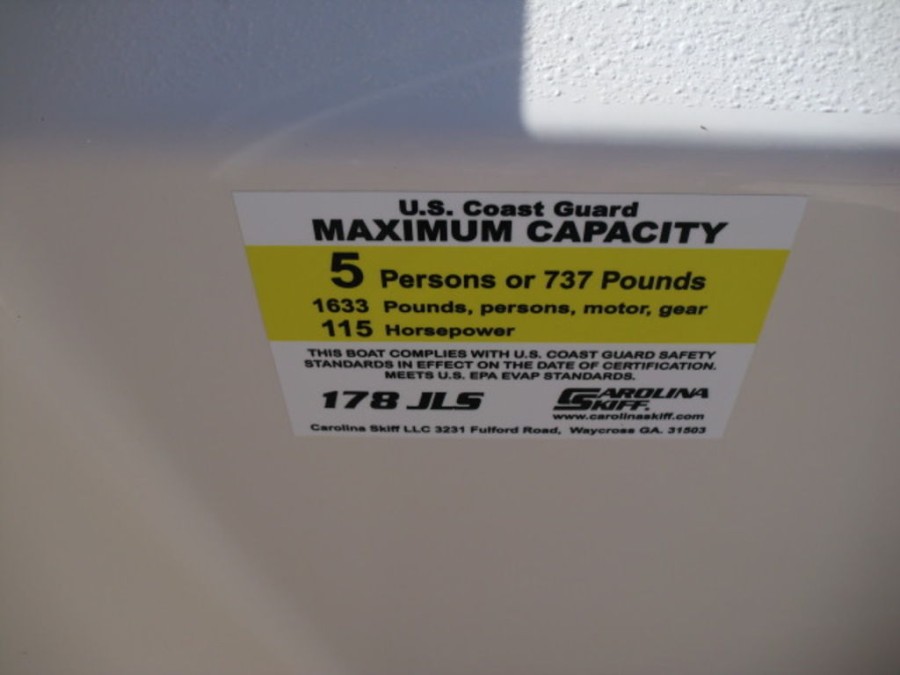 U.S. Coast Guard
MAXIMUM CAPACITY
5 Persons or 737 Pounds
1633 Pounds, persons, motor, gear
115 Horsepower
THIS BOAT COMPLIES WITH U.S. COAST GUARD SAFETY
STANDARDS IN EFFECT ON THE DATE OF CERTIFICATION.
MEETS U.S. EPA EVAP STANDARDS.
178 JLS
CAROLINA
SKIFF.
www.carolinaskiff.com
Carolina Skiff LLC 3231 Fulford Road, Waycross GA. 31503